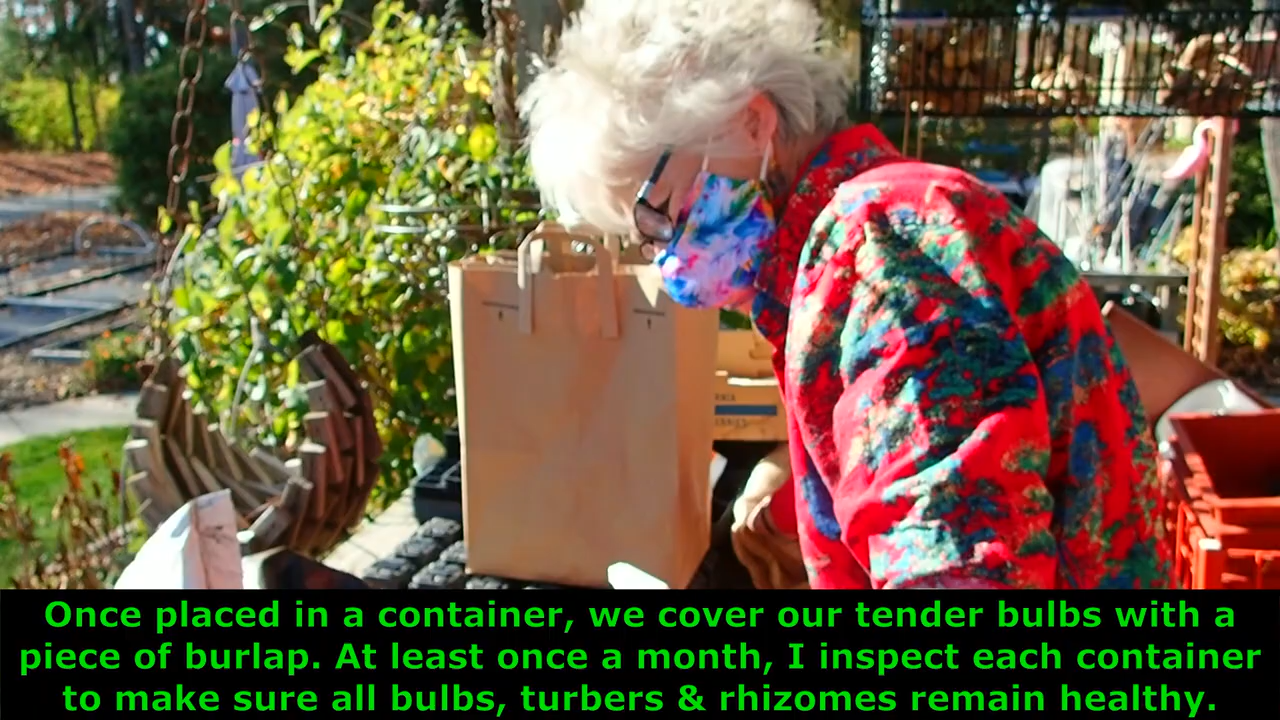 Once placed in a container, we cover our tender bulbs with a
piece of burlap. At least once a month, I inspect each container
to make sure all bulbs, turbers & rhizomes remain healthy.